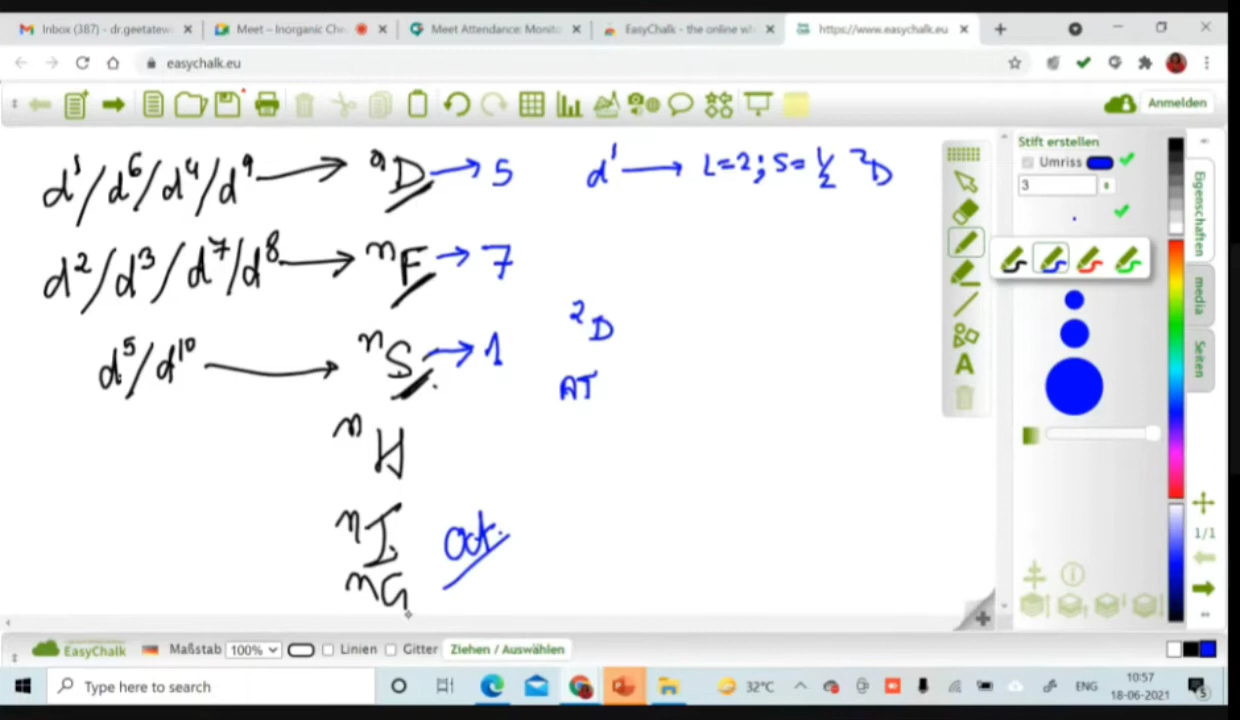 Inbox (387) - dr.geetatew
Meet – Inorganic Che
Meet Attendance: Monito
EasyChalk - the online wh
https://www.easychalk.eu
easychalk.eu
Anmelden
d¹/d⁶/d⁴/d⁹ → ⁿD → 5
d¹ → L=2; S=1/2 ²D
d²/d³/d⁷/d⁸ → ⁿF → 7
²D
d⁵/d¹⁰ → ⁿS → 1
AT
ⁿH
ⁿI
Oct.
ⁿG
Stift erstellen
Umriss
3
Eigenschaften
media
Seiten
1/1
EasyChalk
Maßstab 100% Linien Gitter Ziehen / Auswählen
Type here to search
32°C
ENG
10:57
18-06-2021
5